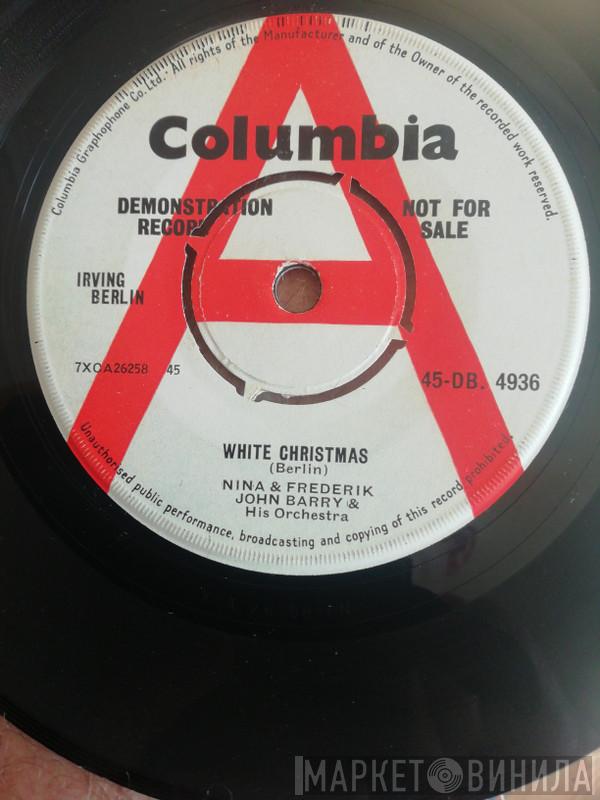 Columbia Graphophone Co. Ltd. All rights of the Manufacturer and of the Owner of the recorded work reserved.
A
Columbia
DEMONSTRATION
RECORD
NOT FOR
SALE
IRVING
BERLIN
7XCA26258 45
45-DB. 4936
WHITE CHRISTMAS
(Berlin)
NINA & FREDERIK
JOHN BARRY &
His Orchestra
Unauthorised public performance, broadcasting and copying of this record prohibited.
МАРКЕТ ВИНИЛА